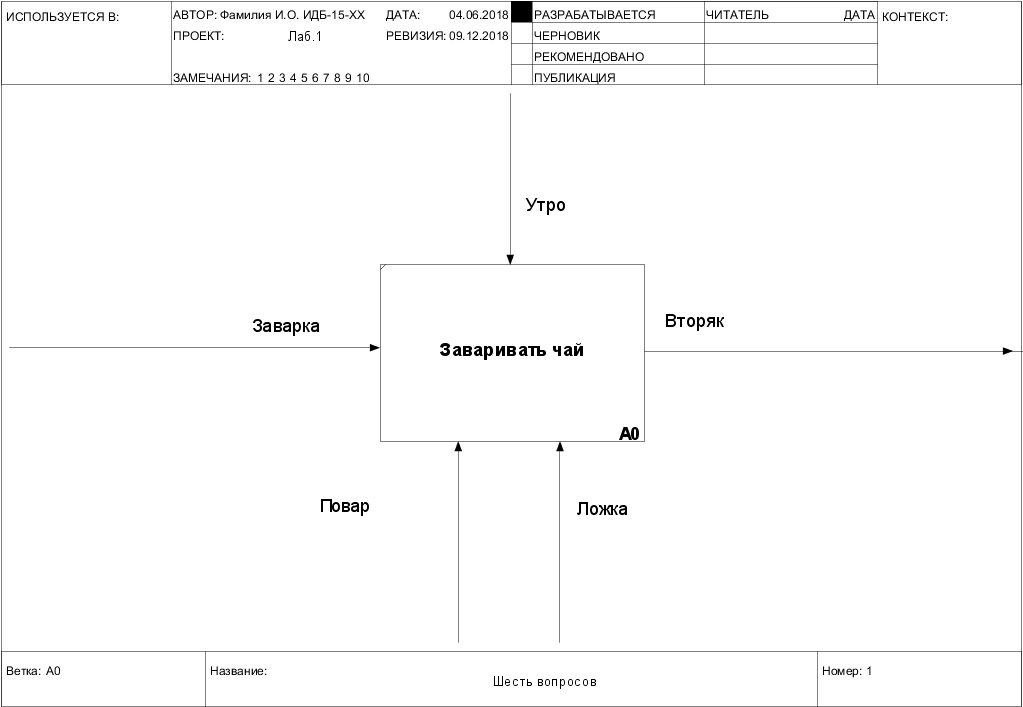 ИСПОЛЬЗУЕТСЯ В:
АВТОР: Фамилия И.О. ИДБ-15-XX
ДАТА: 04.06.2018
ПРОЕКТ: Лаб.1
РЕВИЗИЯ: 09.12.2018
ЗАМЕЧАНИЯ: 1 2 3 4 5 6 7 8 9 10
РАЗРАБАТЫВАЕТСЯ
ЧЕРНОВИК
РЕКОМЕНДОВАНО
ПУБЛИКАЦИЯ
ЧИТАТЕЛЬ ДАТА
КОНТЕКСТ:
Утро
Заварка
Вторяк
Заваривать чай
A0
Повар
Ложка
Ветка: A0
Название:
Шесть вопросов
Номер: 1